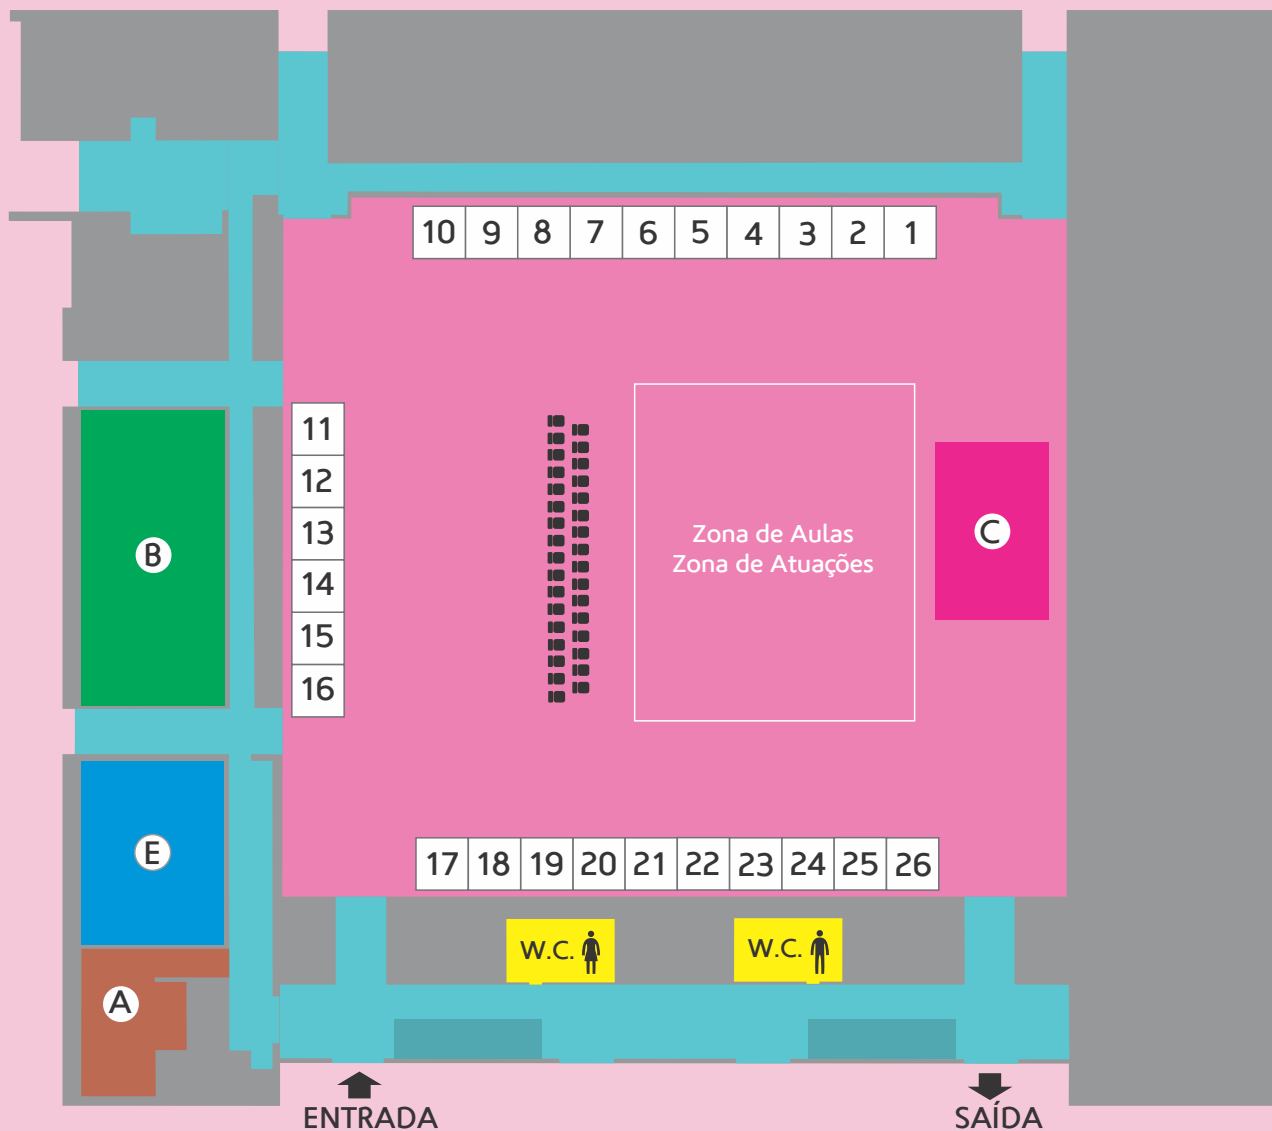 10 9 8 7 6 5 4 3 2 1
11
12
13
14
15
16
B
Zona de Aulas
Zona de Atuações
C
E
A
17 18 19 20 21 22 23 24 25 26
W.C.
W.C.
ENTRADA
SAÍDA